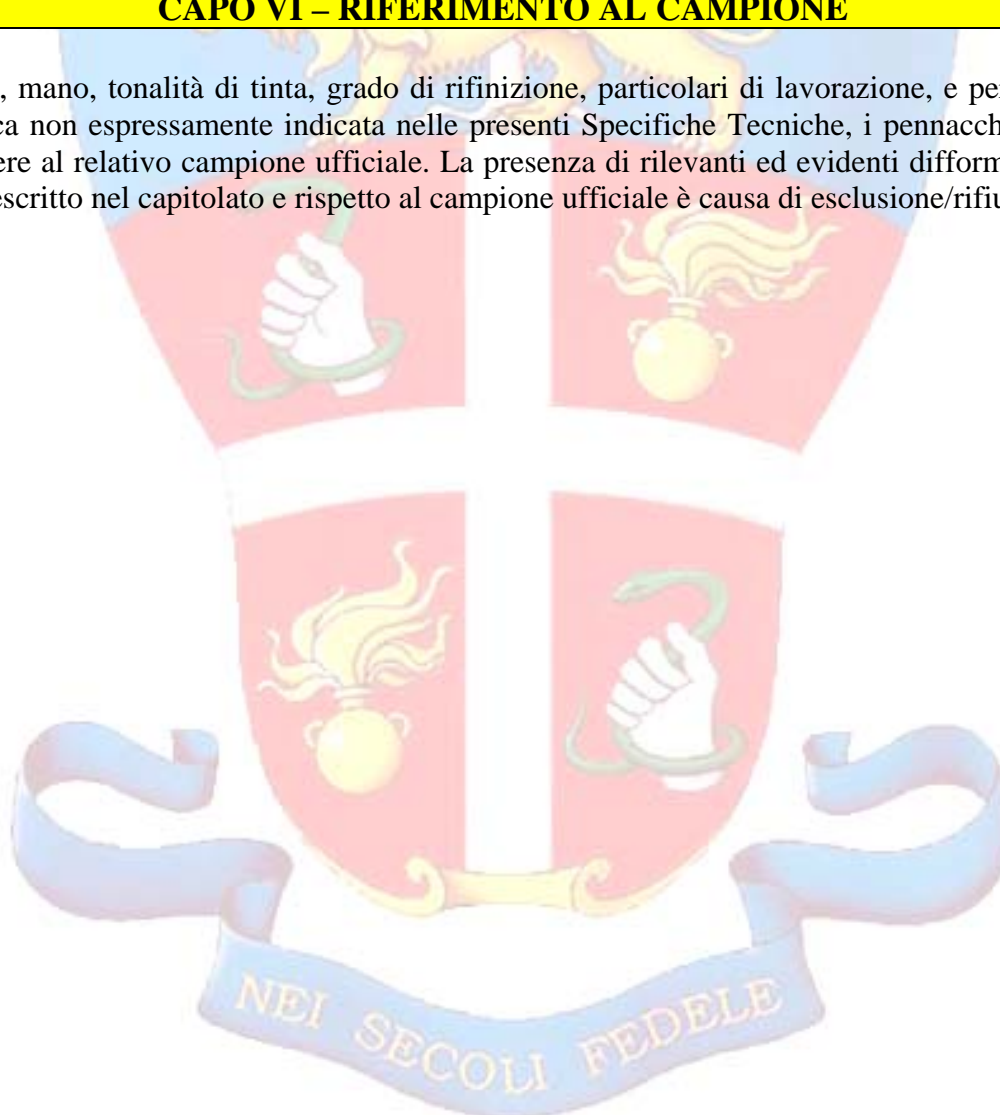 CAPO VI – RIFERIMENTO AL CAMPIONE
, mano, tonalità di tinta, grado di rifinizione, particolari di lavorazione, e per
ca non espressamente indicata nelle presenti Specifiche Tecniche, i pennacch
ere al relativo campione ufficiale. La presenza di rilevanti ed evidenti difform
escritto nel capitolato e rispetto al campione ufficiale è causa di esclusione/rifiu
NEI SECOLI FEDELE